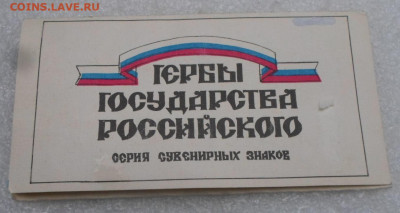 COINS.LAVE.RU
ГЕРБЫ
ГОСУДАРСТВА
РОССИЙСКОГО
СЕРИЯ СУВЕНИРНЫХ ЗНАКОВ